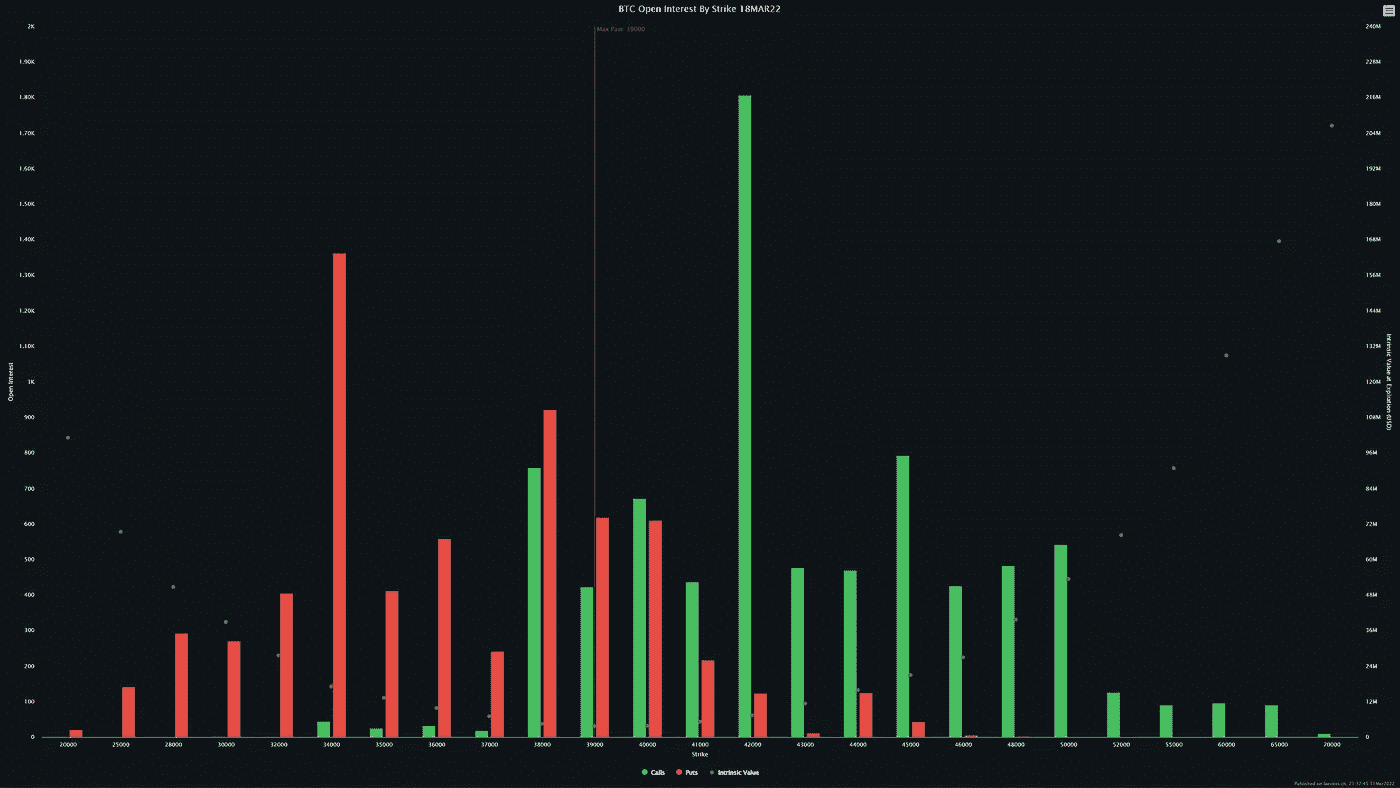 BTC Open Interest By Strike 18MAR22
Max Pain 39000
2K 240M
1.90K 228M
1.80K 216M
1.70K 204M
1.60K 192M
1.50K 180M
1.40K 168M
1.30K 156M
1.20K 144M
1.10K 132M
1K 120M
900 108M
800 96M
700 84M
600 72M
500 60M
400 48M
300 36M
200 24M
100 12M
0 0
Open Interest
Intrinsic Value at Expiration (USD)
20000 25000 28000 30000 32000 34000 35000 36000 37000 38000 39000 40000 41000 42000 43000 44000 45000 46000 48000 50000 52000 55000 60000 65000 70000
Strike
Calls Puts Intrinsic Value
Published on